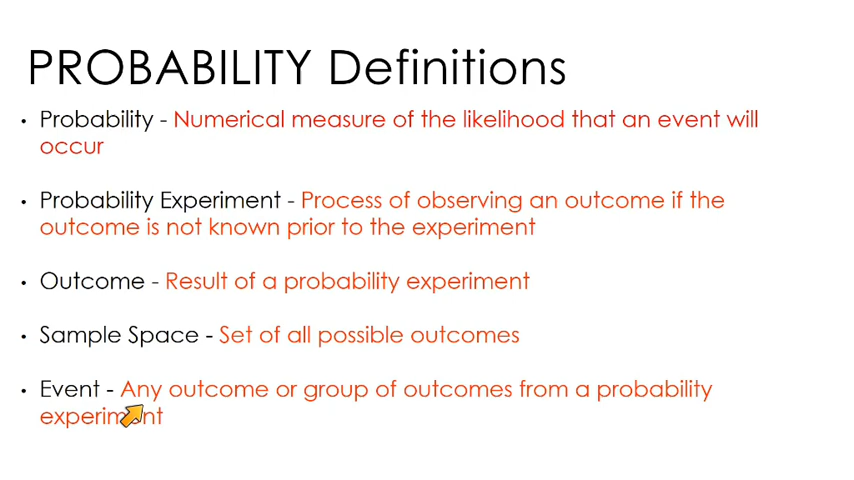 PROBABILITY Definitions
• Probability - Numerical measure of the likelihood that an event will
occur
• Probability Experiment - Process of observing an outcome if the
outcome is not known prior to the experiment
• Outcome - Result of a probability experiment
• Sample Space - Set of all possible outcomes
• Event - Any outcome or group of outcomes from a probability
experiment